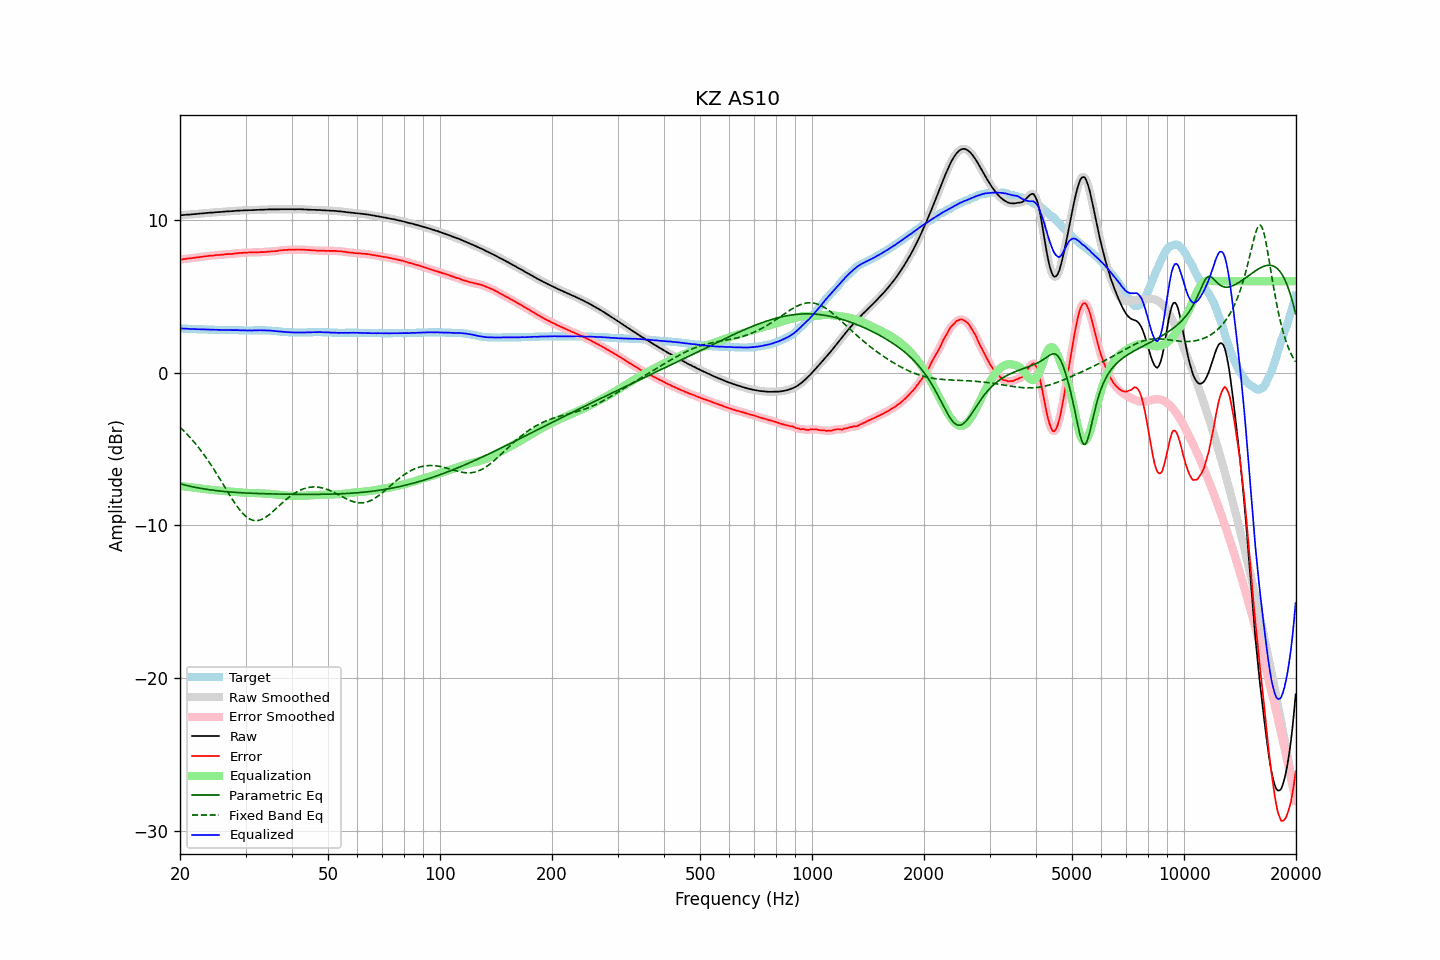 KZ AS10
Amplitude (dBr)
10
0
−10
−20
−30
Target
Raw Smoothed
Error Smoothed
Raw
Error
Equalization
Parametric Eq
Fixed Band Eq
Equalized
20 50 100 200 500 1000 2000 5000 10000 20000
Frequency (Hz)